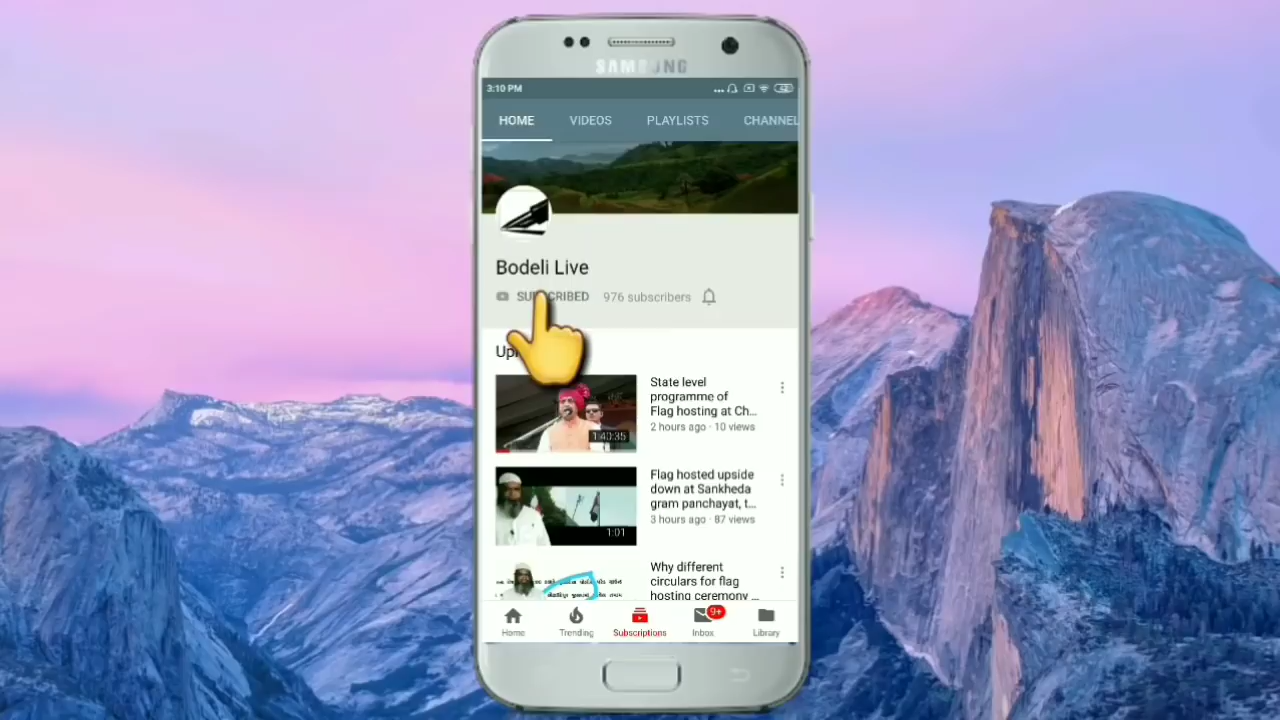 SAMSUNG
3:10 PM
HOME VIDEOS PLAYLISTS CHANNEL
Bodeli Live
SUBSCRIBED 976 subscribers
State level
programme of
Flag hosting at Ch...
2 hours ago · 10 views
1:40:35
Flag hosted upside
down at Sankheda
gram panchayat, t...
3 hours ago · 87 views
1:01
Why different
circulars for flag
hosting ceremony ...
9+
Home Trending Subscriptions Inbox Library